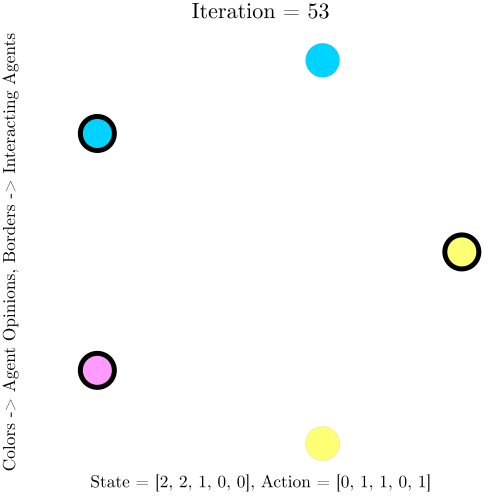 Iteration = 53
Colors -> Agent Opinions, Borders -> Interacting Agents
State = [2, 2, 1, 0, 0], Action = [0, 1, 1, 0, 1]